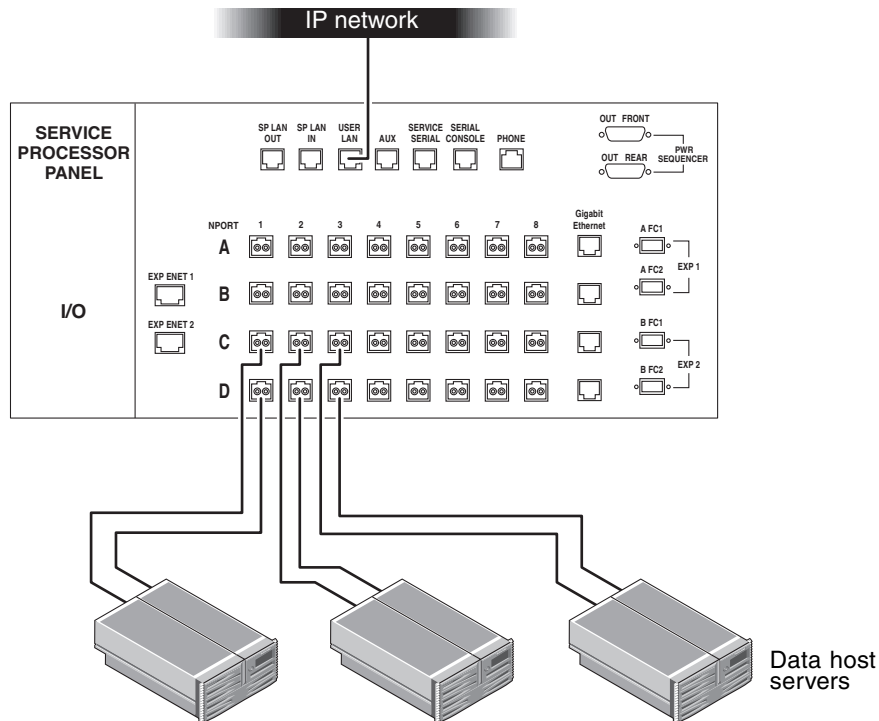 IP network
SERVICE
PROCESSOR
PANEL
SP LAN
OUT
SP LAN
IN
USER
LAN
AUX
SERVICE
SERIAL
SERIAL
CONSOLE
PHONE
OUT FRONT
OUT REAR
PWR
SEQUENCER
I/O
NPORT 1 2 3 4 5 6 7 8
Gigabit
Ethernet
A
B
C
D
EXP ENET 1
EXP ENET 2
A FC1
A FC2
EXP 1
B FC1
B FC2
EXP 2
Data host
servers